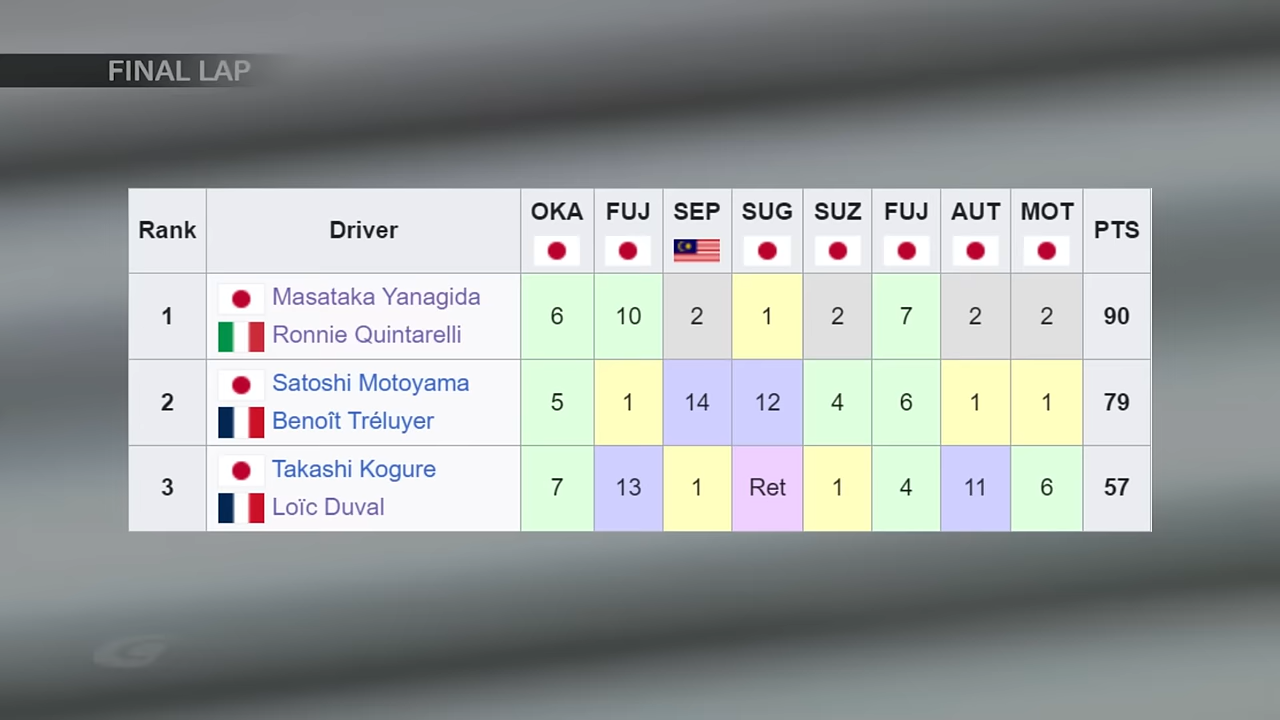 FINAL LAP
Rank Driver OKA FUJ SEP SUG SUZ FUJ AUT MOT PTS
1 Masataka Yanagida 6 10 2 1 2 7 2 2 90
Ronnie Quintarelli
2 Satoshi Motoyama 5 1 14 12 4 6 1 1 79
Benoît Tréluyer
3 Takashi Kogure 7 13 1 Ret 1 4 11 6 57
Loïc Duval